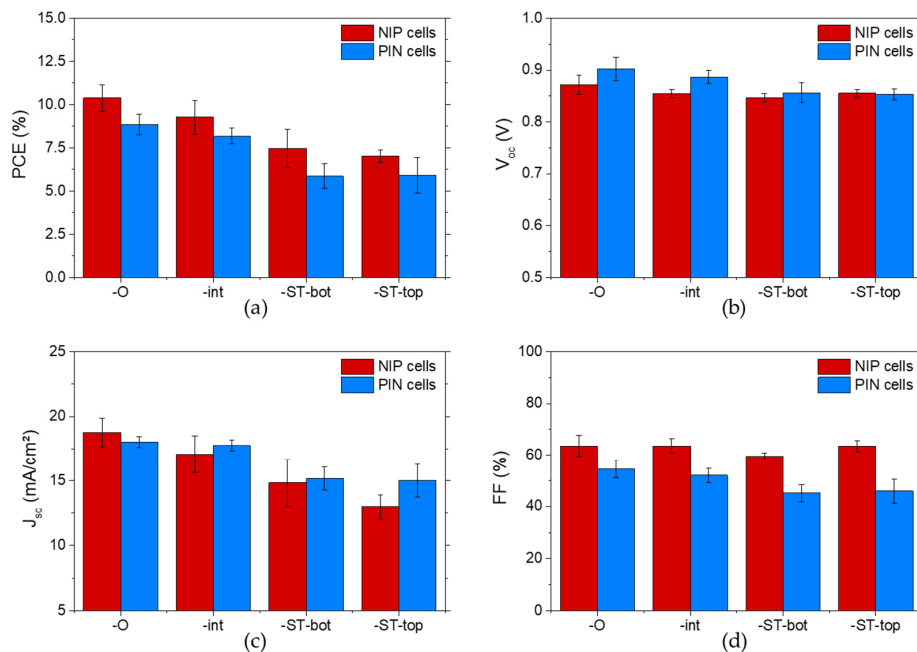 15.0
12.5
10.0
7.5
5.0
2.5
0.0
PCE (%)
NIP cells
PIN cells
-O
-int
-ST-bot
-ST-top
(a)
1.0
0.9
0.8
0.7
0.6
0.5
V_oc (V)
NIP cells
PIN cells
-O
-int
-ST-bot
-ST-top
(b)
25
20
15
10
5
J_sc (mA/cm²)
NIP cells
PIN cells
-O
-int
-ST-bot
-ST-top
(c)
100
80
60
40
20
0
FF (%)
NIP cells
PIN cells
-O
-int
-ST-bot
-ST-top
(d)